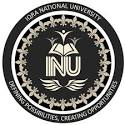 IQRA NATIONAL UNIVERSITY
INU
DEFINING POSSIBILITIES, CREATING OPPORTUNITIES